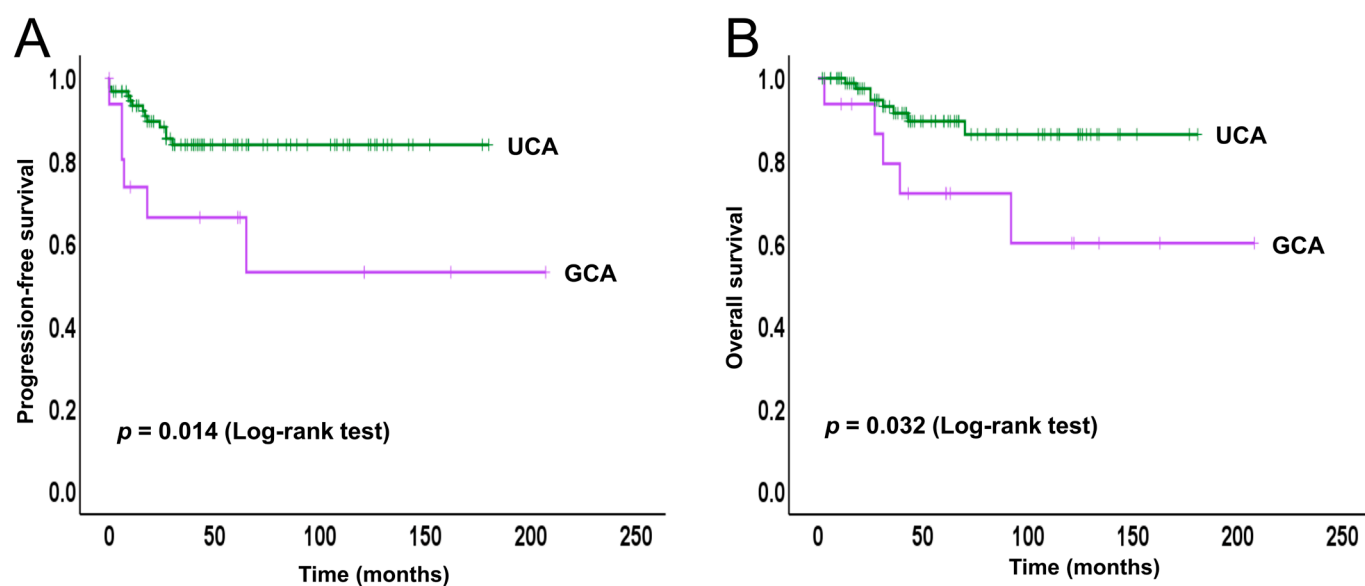 A
Progression-free survival
1.0
0.8
0.6
0.4
0.2
0.0
UCA
GCA
p = 0.014 (Log-rank test)
0 50 100 150 200 250
Time (months)
B
Overall survival
1.0
0.8
0.6
0.4
0.2
0.0
UCA
GCA
p = 0.032 (Log-rank test)
0 50 100 150 200 250
Time (months)